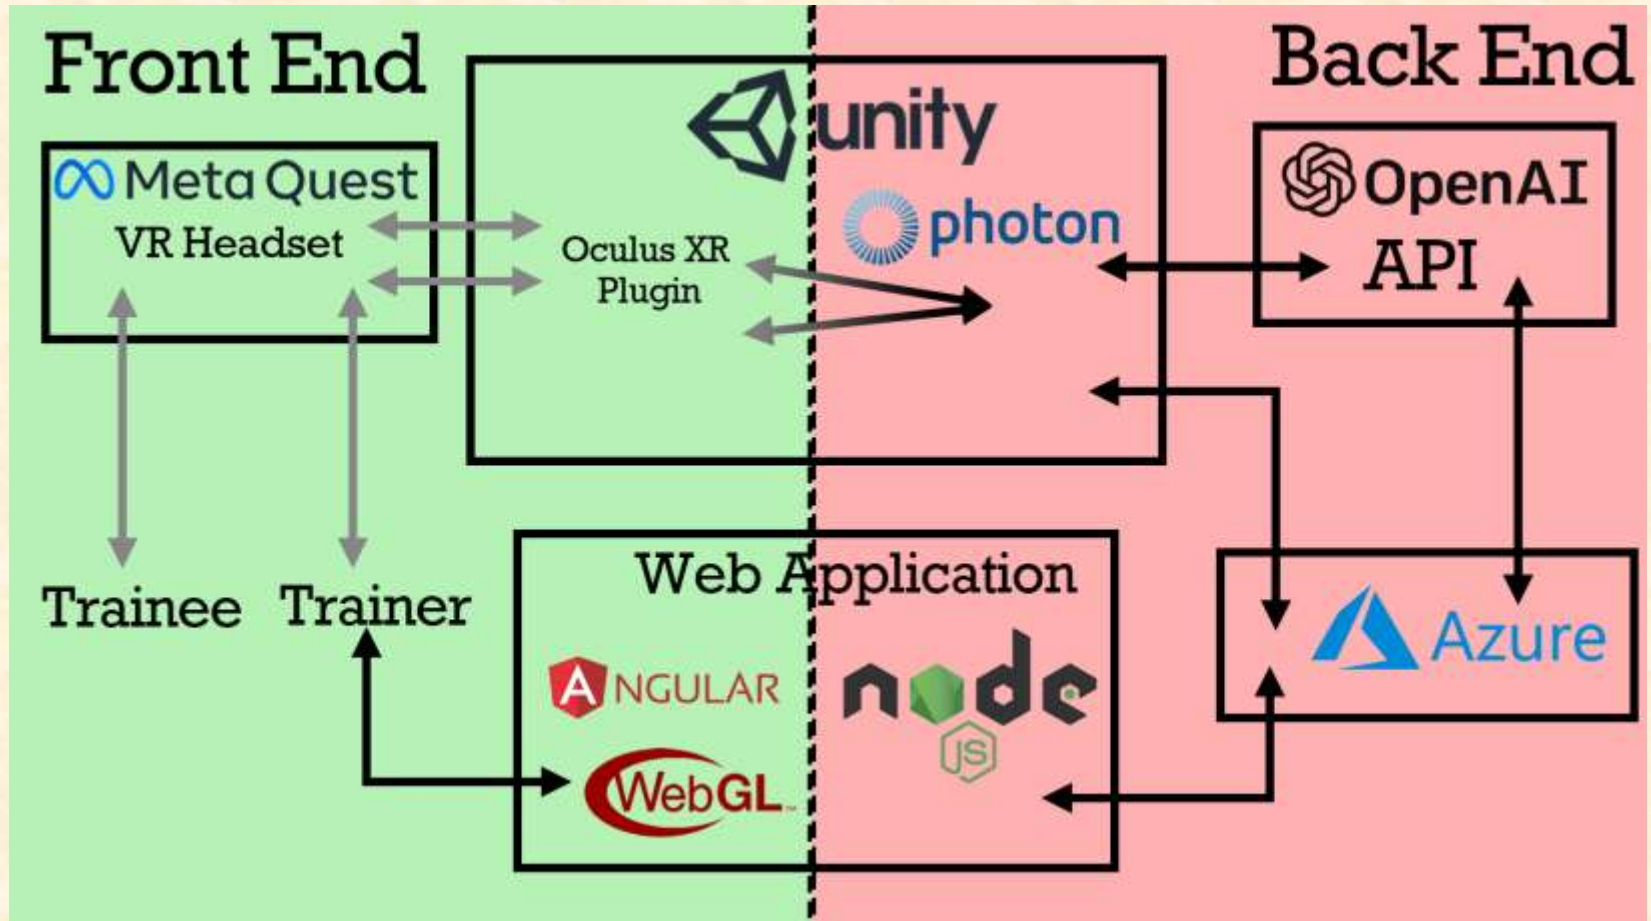 Front End
Back End
Meta Quest
VR Headset
unity
photon
Oculus XR
Plugin
OpenAI
API
Trainee
Trainer
Web Application
ANGULAR
WebGL™
node
JS
Azure